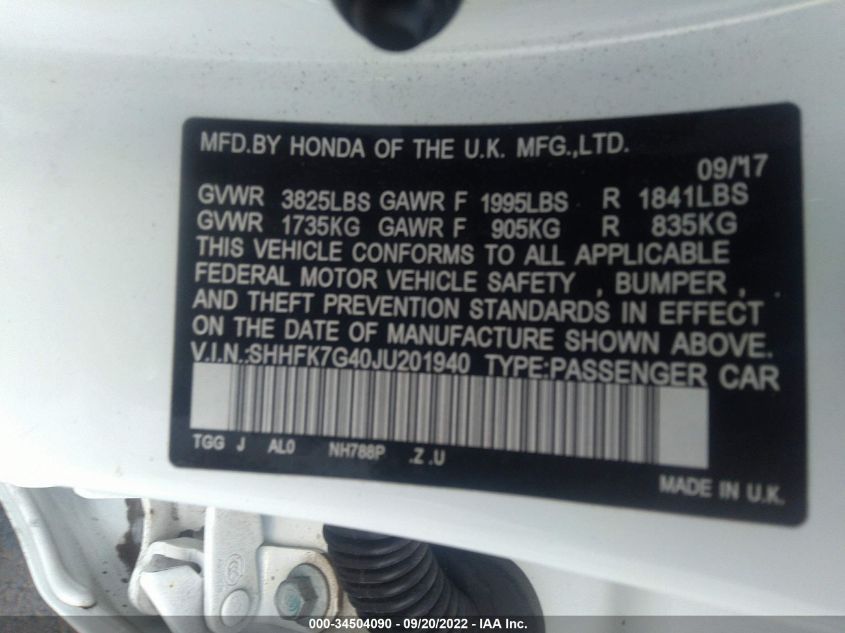 MFD.BY HONDA OF THE U.K. MFG.,LTD.
09/17
GVWR 3825LBS GAWR F 1995LBS R 1841LBS
GVWR 1735KG GAWR F 905KG R 835KG
THIS VEHICLE CONFORMS TO ALL APPLICABLE
FEDERAL MOTOR VEHICLE SAFETY , BUMPER ,
AND THEFT PREVENTION STANDARDS IN EFFECT
ON THE DATE OF MANUFACTURE SHOWN ABOVE.
V.I.N.:SHHFK7G40JU201940 TYPE:PASSENGER CAR
TGG J AL0 NH788P .Z .U
MADE IN U.K.
000-34504090 - 09/20/2022 - IAA Inc.